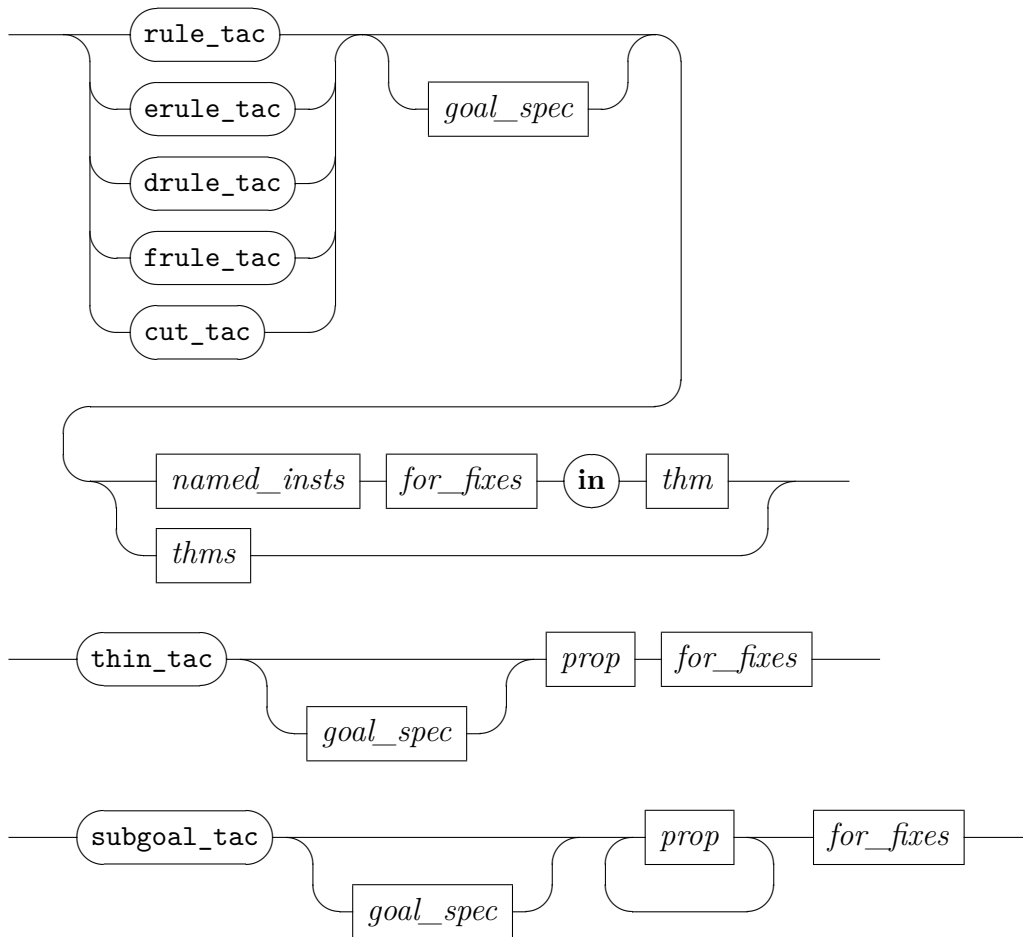 rule_tac
erule_tac goal_spec
drule_tac
frule_tac
cut_tac
named_insts for_fixes in thm
thms
thin_tac prop for_fixes
goal_spec
subgoal_tac prop for_fixes
goal_spec